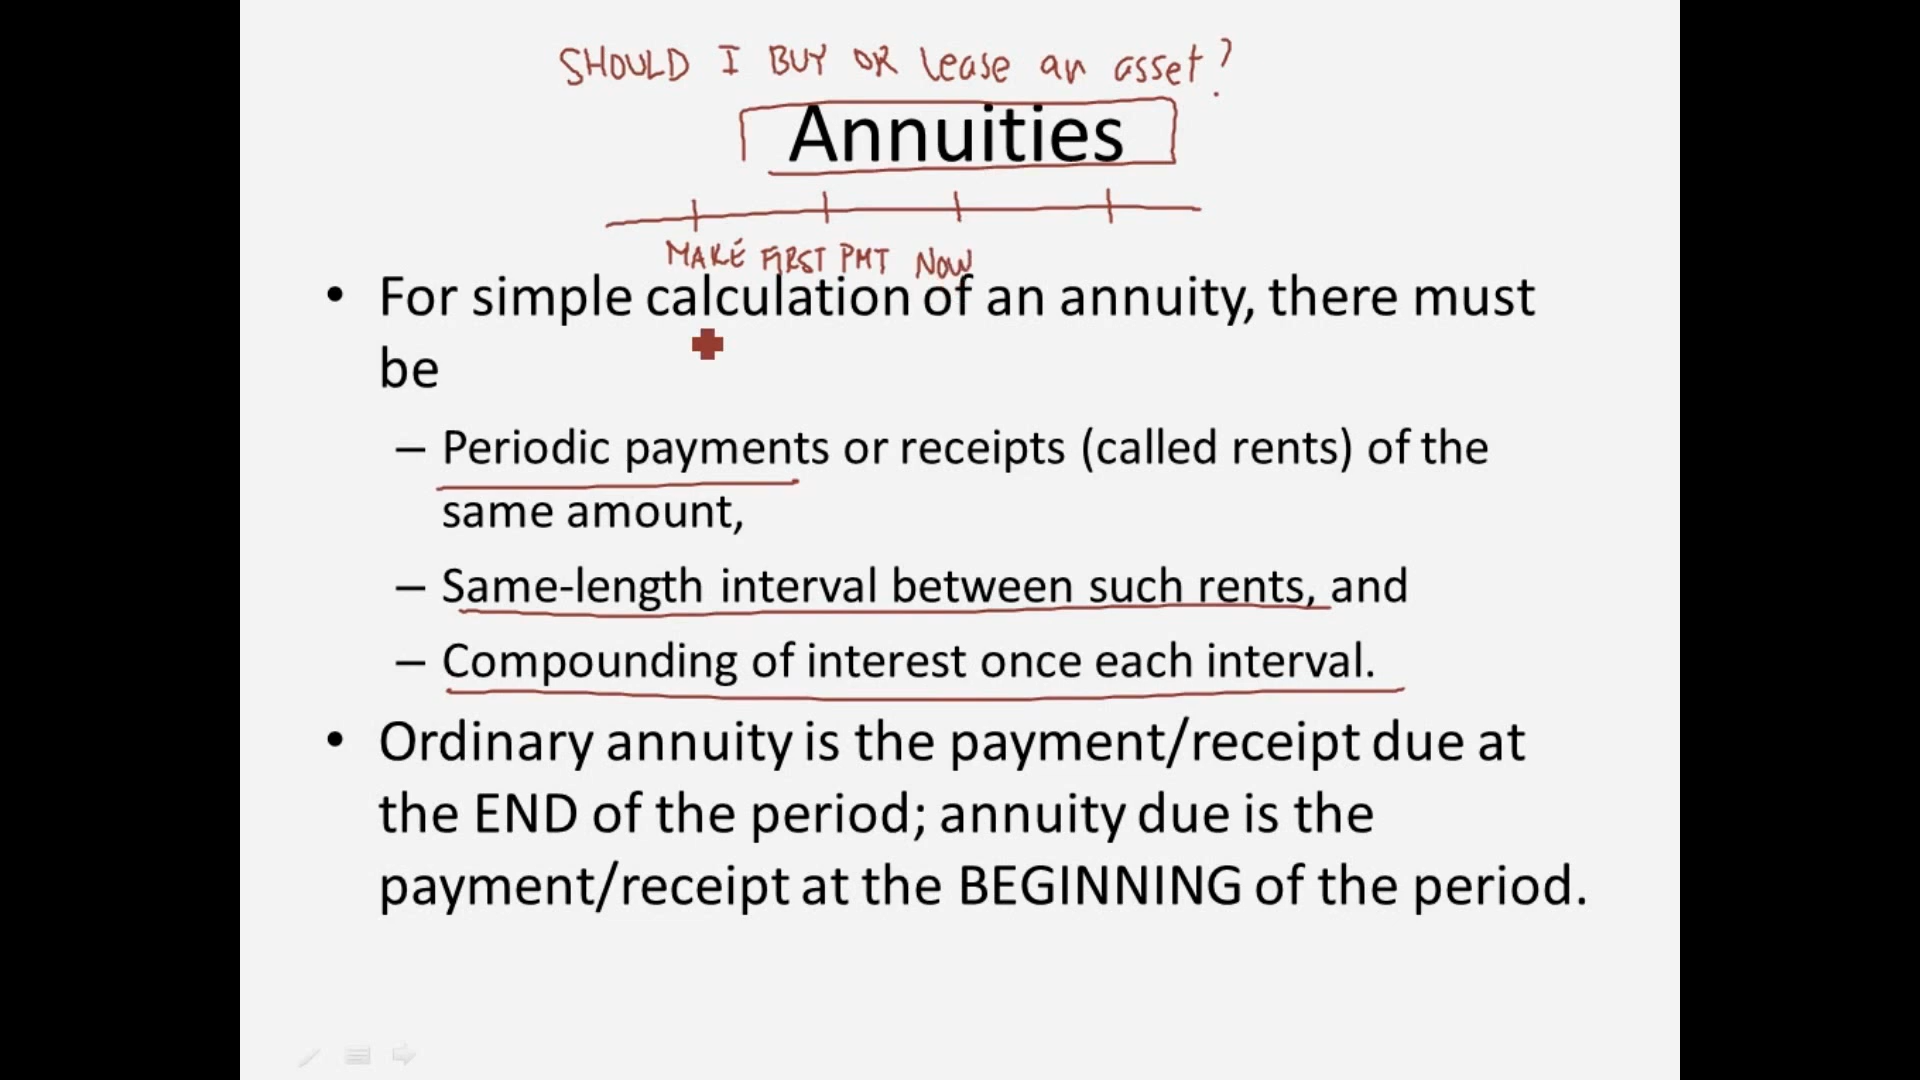 SHOULD I BUY OR lease an asset?
Annuities
MAKE FIRST PMT NOW
• For simple calculation of an annuity, there must
be
– Periodic payments or receipts (called rents) of the
same amount,
– Same-length interval between such rents, and
– Compounding of interest once each interval.
• Ordinary annuity is the payment/receipt due at
the END of the period; annuity due is the
payment/receipt at the BEGINNING of the period.